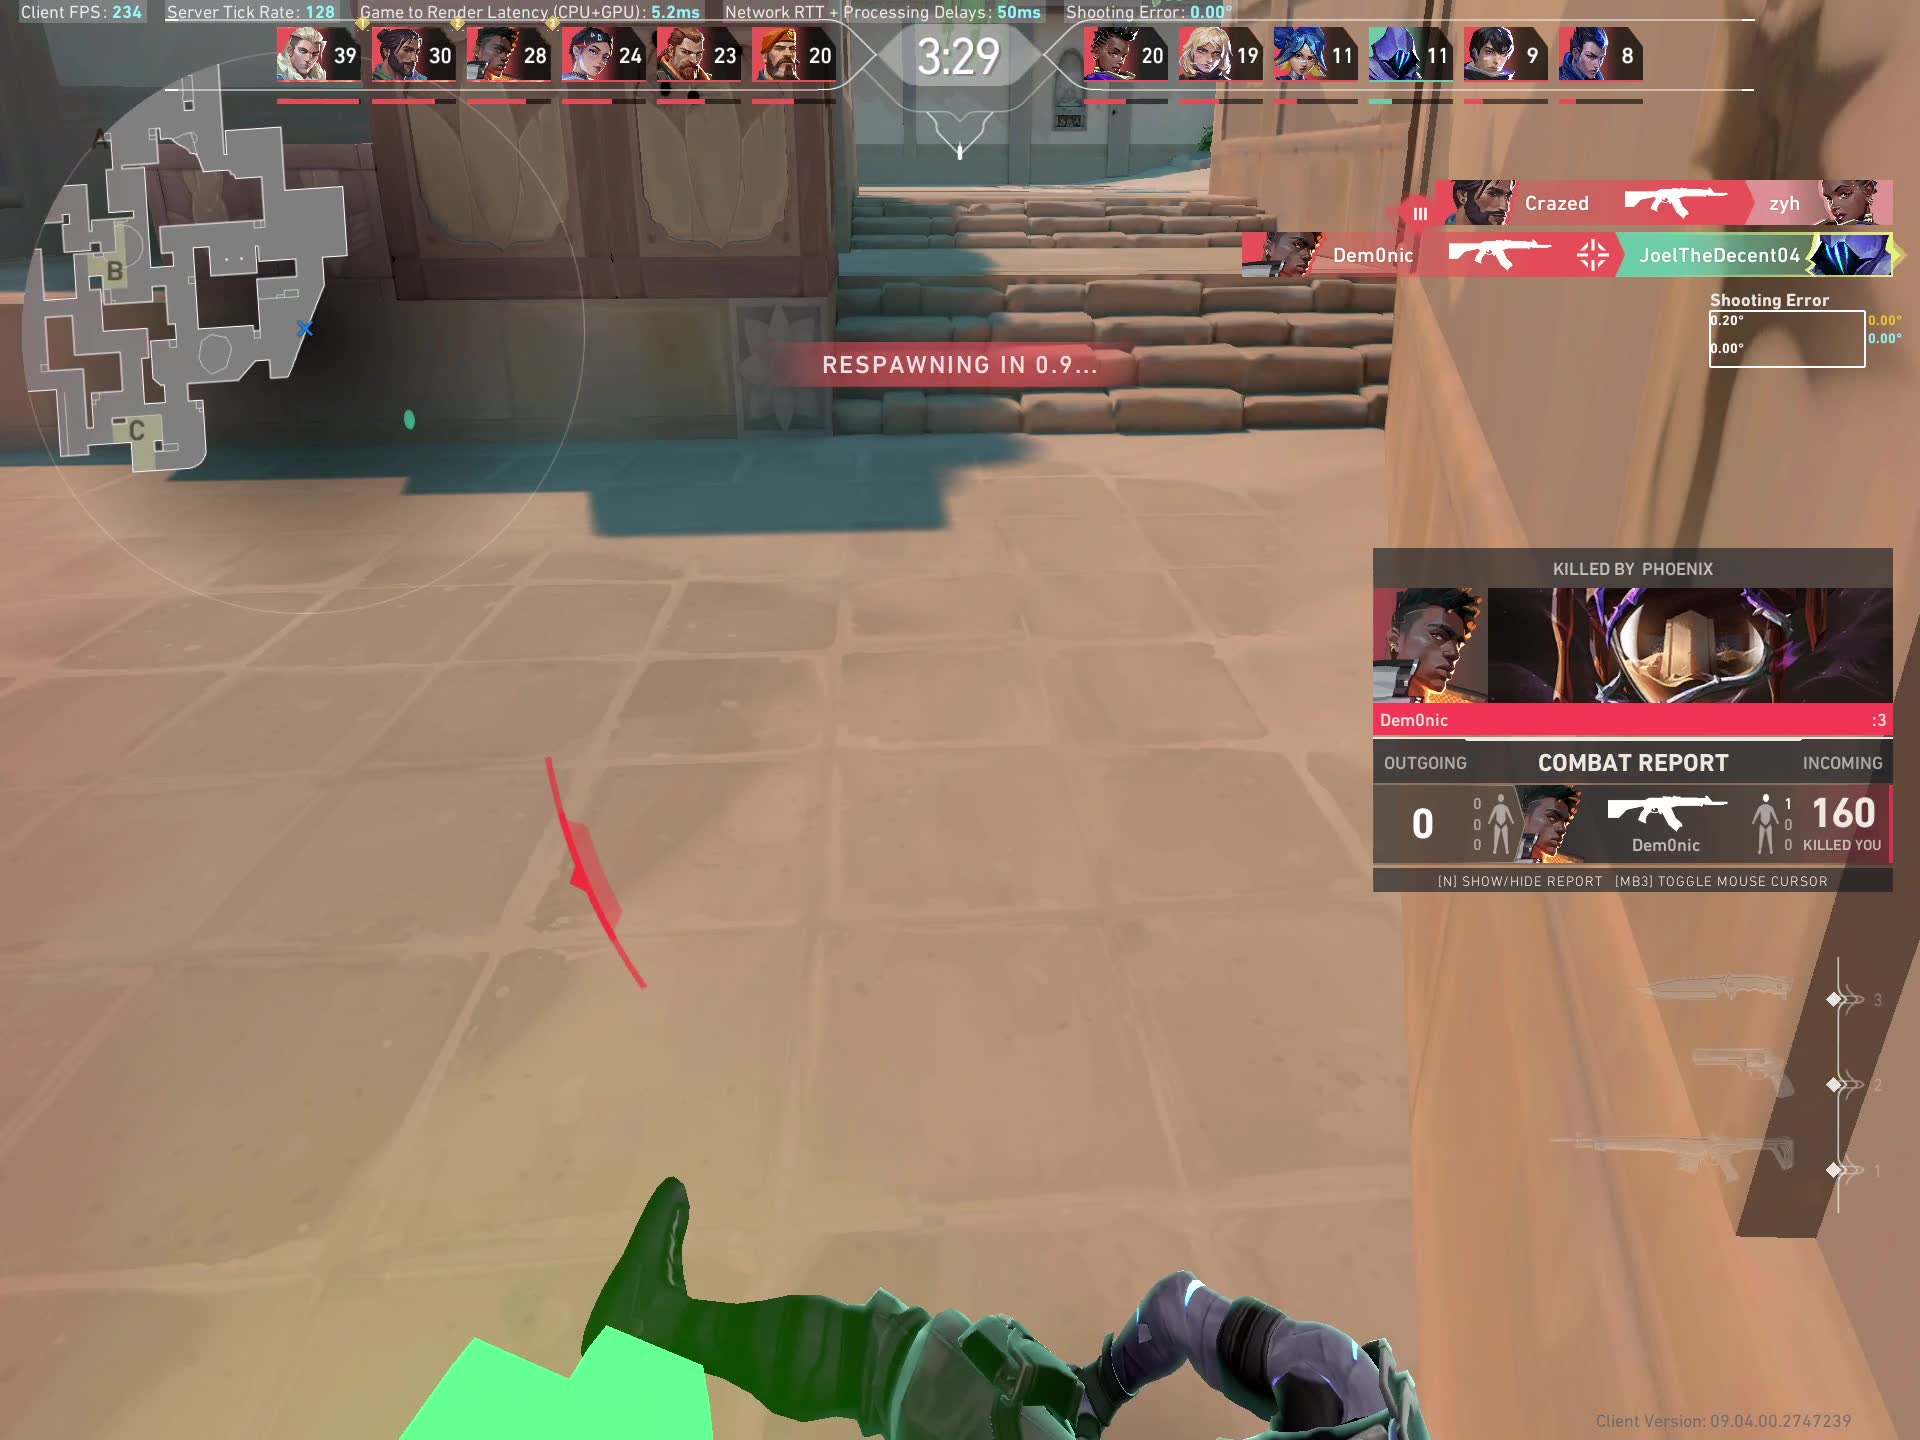 Client FPS: 234 Server Tick Rate: 128 Game to Render Latency (CPU+GPU): 5.2ms Network RTT + Processing Delays: 50ms Shooting Error: 0.00°
39 30 28 24 23 20 3:29 20 19 11 11 9 8
A
B
C
III Crazed zyh
Dem0nic JoelTheDecent04
Shooting Error
0.20° 0.00°
0.00° 0.00°
RESPAWNING IN 0.9...
KILLED BY PHOENIX
Dem0nic :3
OUTGOING COMBAT REPORT INCOMING
0 0 0 0 Dem0nic 1 0 0 160 KILLED YOU
[N] SHOW/HIDE REPORT [MB3] TOGGLE MOUSE CURSOR
3
2
1
Client Version: 09.04.00.2747239